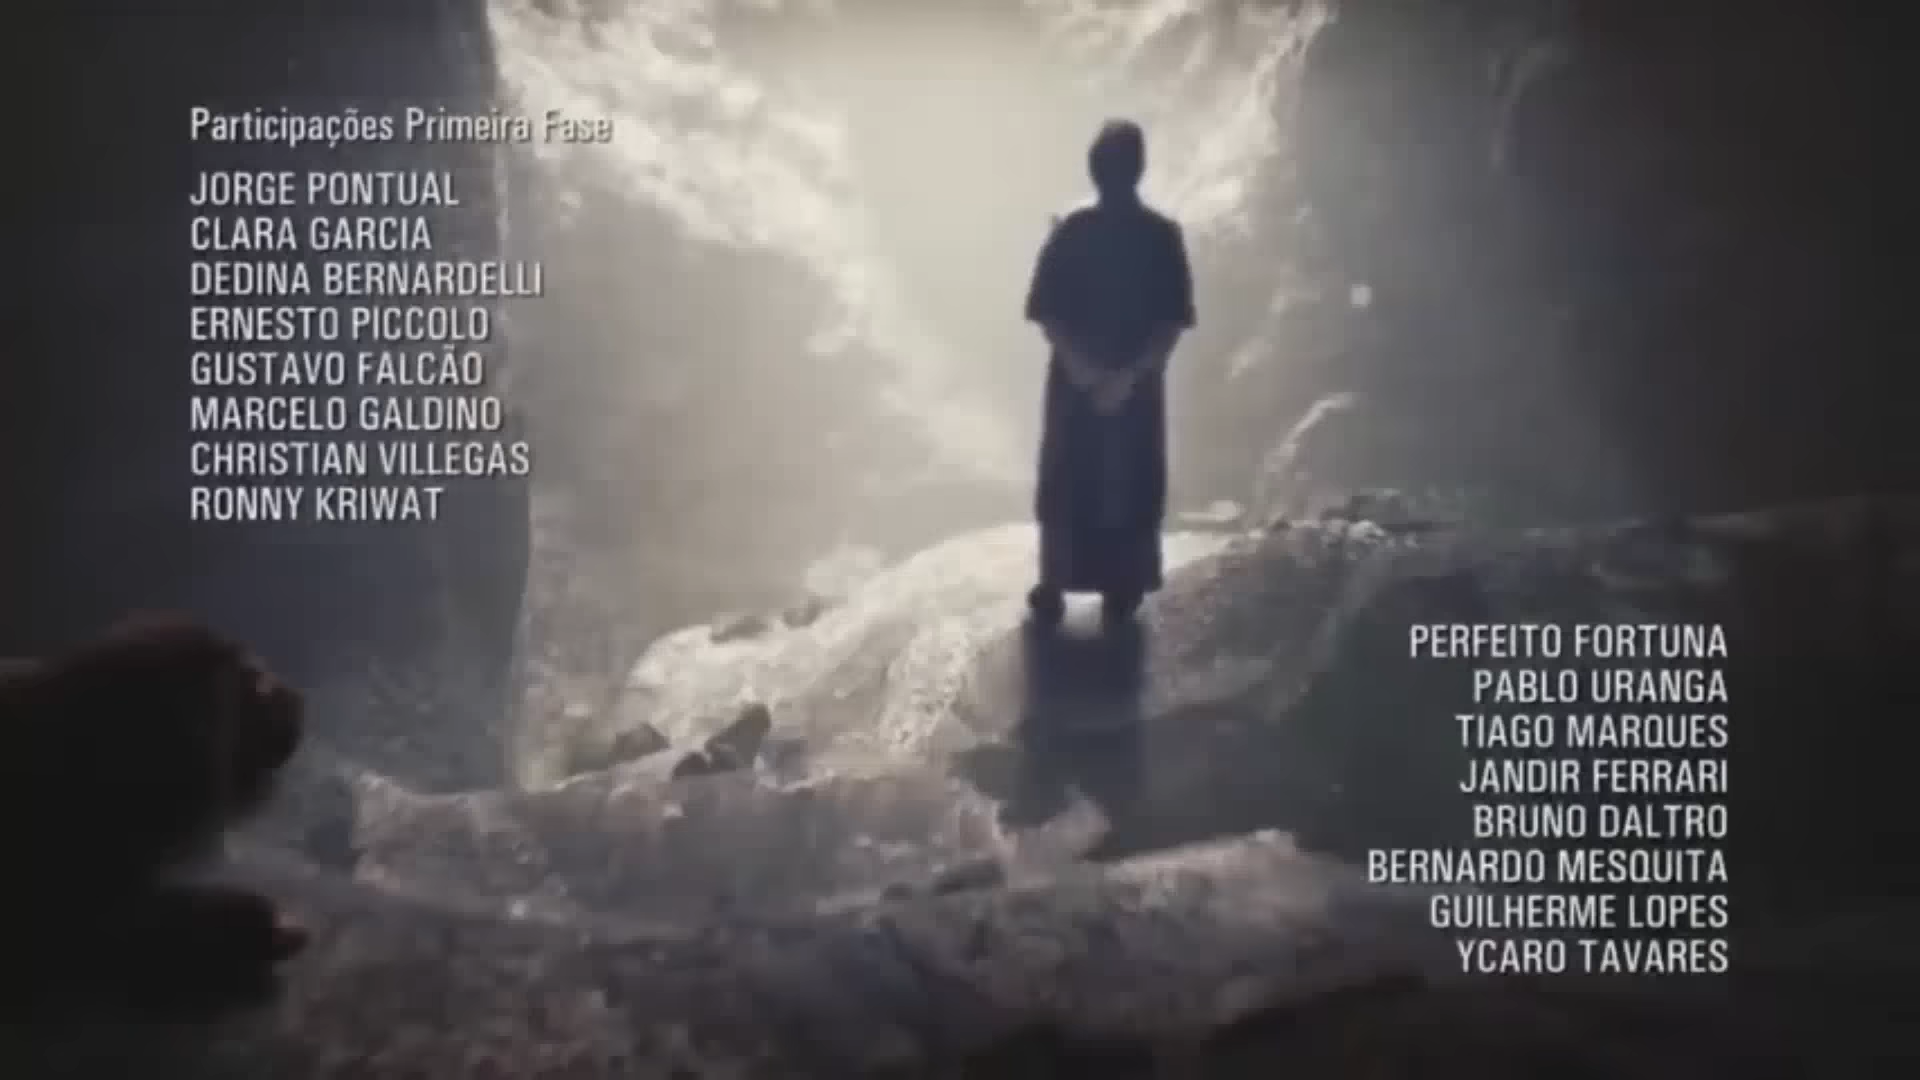 Participações Primeira Fase
JORGE PONTUAL
CLARA GARCIA
DEDINA BERNARDELLI
ERNESTO PICCOLO
GUSTAVO FALCÃO
MARCELO GALDINO
CHRISTIAN VILLEGAS
RONNY KRIWAT
PERFEITO FORTUNA
PABLO URANGA
TIAGO MARQUES
JANDIR FERRARI
BRUNO DALTRO
BERNARDO MESQUITA
GUILHERME LOPES
YCARO TAVARES